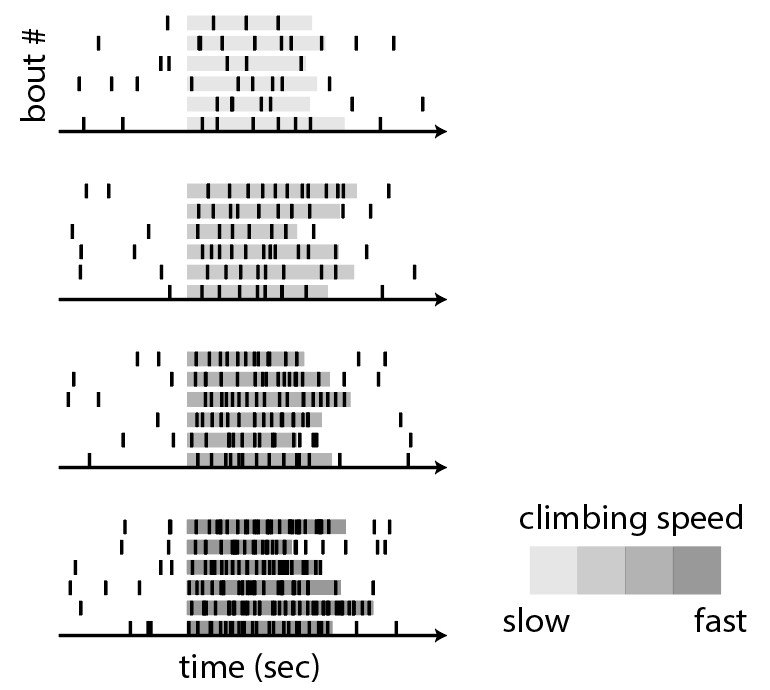 bout #
climbing speed
slow
fast
time (sec)